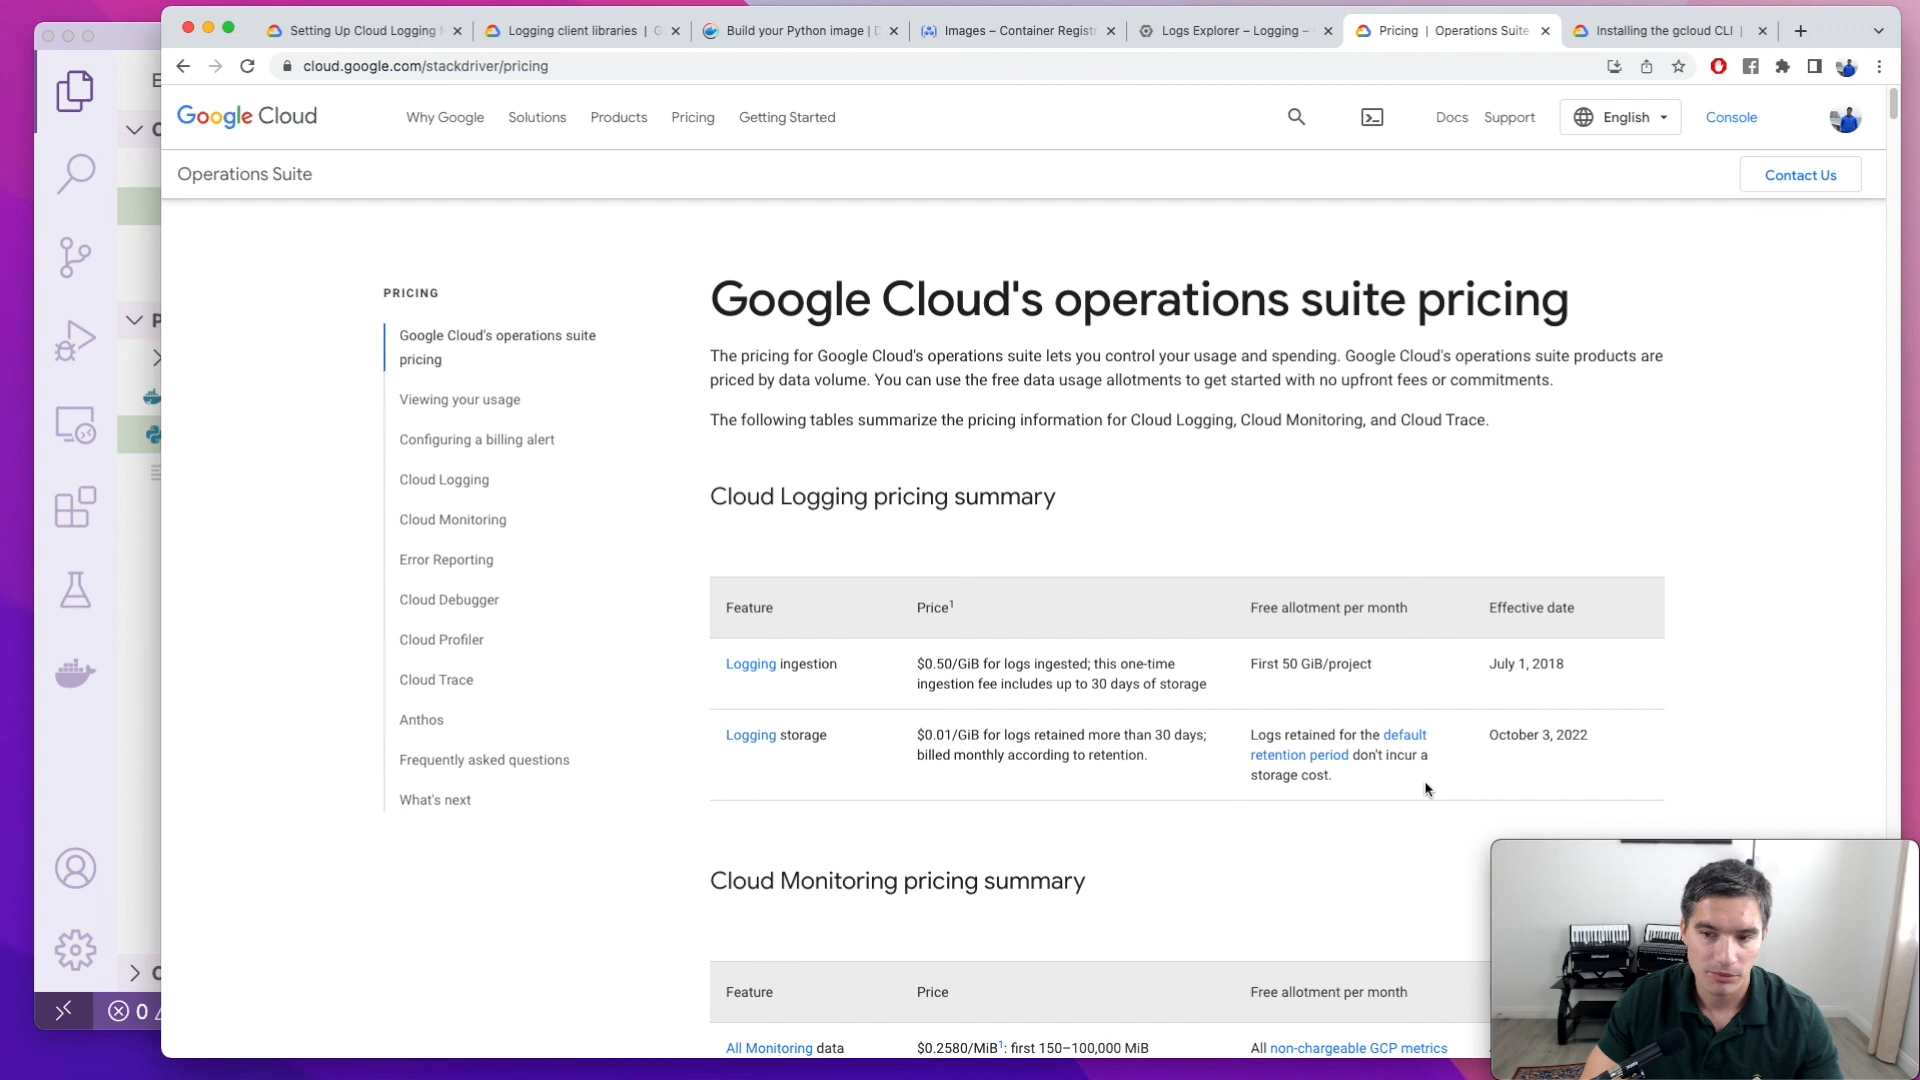 Setting Up Cloud Logging f
Logging client libraries | G
Build your Python image | D
Images – Container Registr
Logs Explorer – Logging –
Pricing | Operations Suite
Installing the gcloud CLI |
cloud.google.com/stackdriver/pricing
Google Cloud
Why Google
Solutions
Products
Pricing
Getting Started
Docs
Support
English
Console
Operations Suite
Contact Us
PRICING
Google Cloud's operations suite
pricing
Viewing your usage
Configuring a billing alert
Cloud Logging
Cloud Monitoring
Error Reporting
Cloud Debugger
Cloud Profiler
Cloud Trace
Anthos
Frequently asked questions
What's next
Google Cloud's operations suite pricing
The pricing for Google Cloud's operations suite lets you control your usage and spending. Google Cloud's operations suite products are
priced by data volume. You can use the free data usage allotments to get started with no upfront fees or commitments.
The following tables summarize the pricing information for Cloud Logging, Cloud Monitoring, and Cloud Trace.
Cloud Logging pricing summary
Feature Price1 Free allotment per month Effective date
Logging ingestion $0.50/GiB for logs ingested; this one-time First 50 GiB/project July 1, 2018
ingestion fee includes up to 30 days of storage
Logging storage $0.01/GiB for logs retained more than 30 days; Logs retained for the default October 3, 2022
billed monthly according to retention. retention period don't incur a
storage cost.
Cloud Monitoring pricing summary
Feature Price Free allotment per month
All Monitoring data $0.2580/MiB1: first 150–100,000 MiB All non-chargeable GCP metrics
0